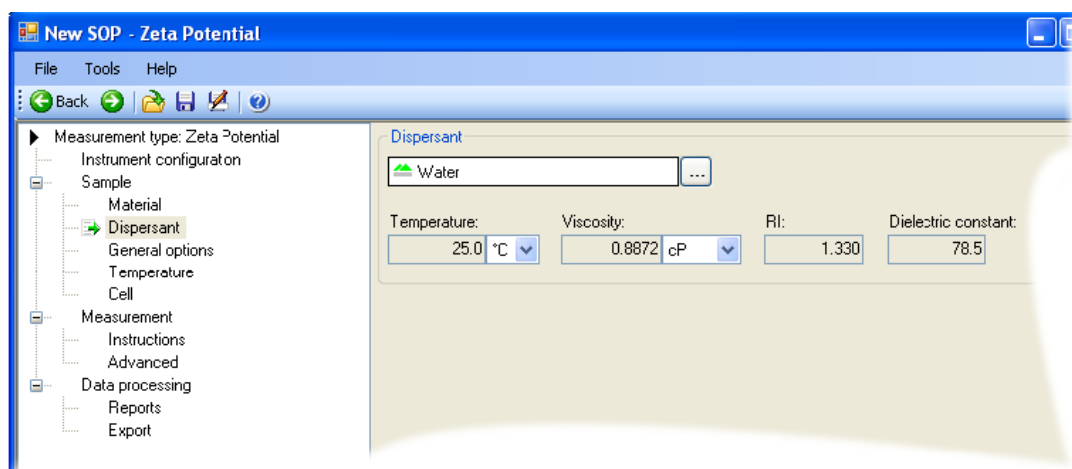 New SOP - Zeta Potential
File Tools Help
Back
Measurement type: Zeta Potential
Instrument configuraton
Sample
Material
Dispersant
General options
Temperature
Cell
Measurement
Instructions
Advanced
Data processing
Reports
Export
Dispersant
Water ...
Temperature: Viscosity: RI: Dielectric constant:
25.0 °C 0.8872 cP 1.330 78.5